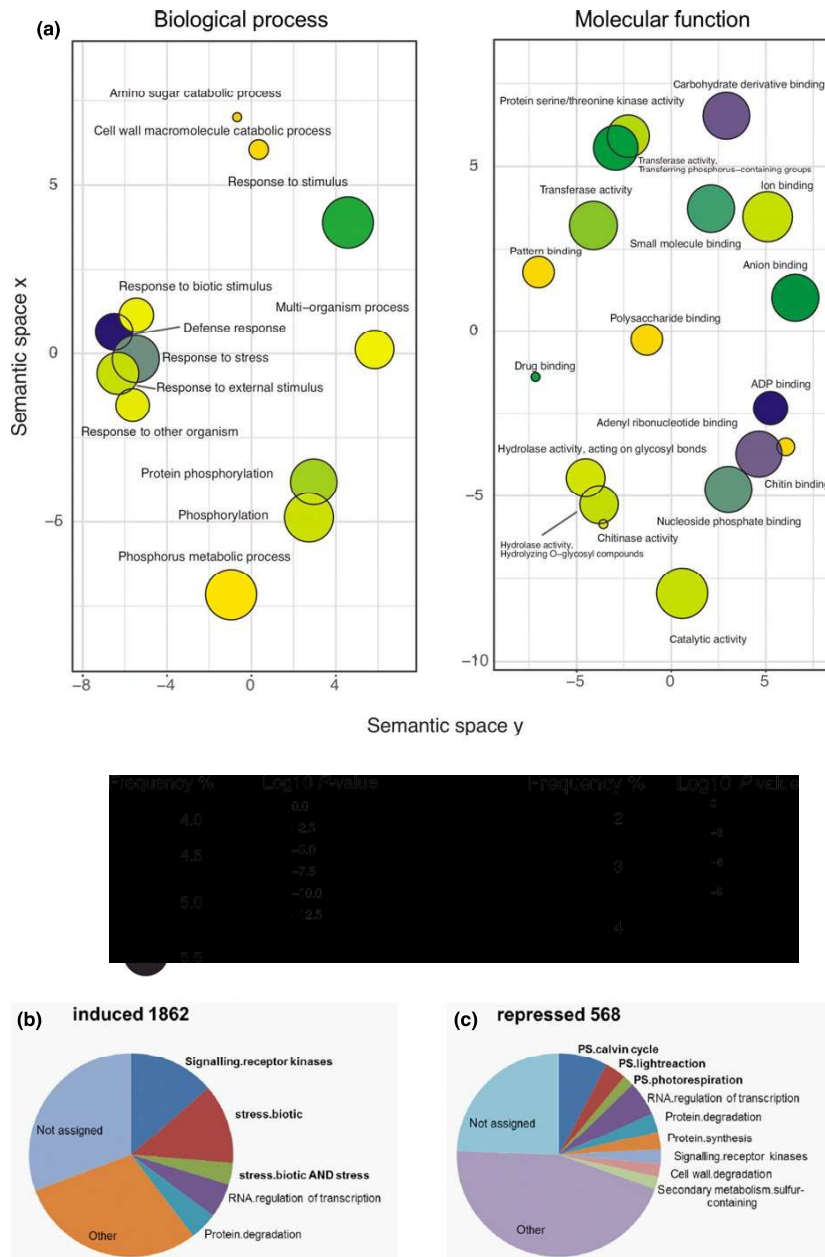 Biological process
Molecular function
(a)
Amino sugar catabolic process
Cell wall macromolecule catabolic process
Response to stimulus
Response to biotic stimulus
Multi−organism process
Defense response
Response to stress
Response to external stimulus
Response to other organism
Protein phosphorylation
Phosphorylation
Phosphorus metabolic process
5
0
−5
−8
−4
0
4
Semantic space x
Carbohydrate derivative binding
Protein serine/threonine kinase activity
Transferase activity,
Transferring phosphorus−containing groups
Transferase activity
Ion binding
Small molecule binding
Pattern binding
Anion binding
Polysaccharide binding
Drug binding
ADP binding
Adenyl ribonucleotide binding
Hydrolase activity, acting on glycosyl bonds
Chitin binding
Nucleoside phosphate binding
Chitinase activity
Hydrolase activity,
Hydrolyzing O−glycosyl compounds
Catalytic activity
5
0
−5
−10
−5
0
5
Semantic space y
Frequency %
Log10 P-value
Frequency %
Log10 P-value
4.0
4.5
5.0
5.5
0.0
−2.5
−5.0
−7.5
−10.0
−12.5
2
3
4
0
−3
−6
−9
(b)
induced 1862
Signalling.receptor kinases
stress.biotic
stress.biotic AND stress
RNA.regulation of transcription
Protein.degradation
Other
Not assigned
(c)
repressed 568
PS.calvin cycle
PS.lightreaction
PS.photorespiration
RNA.regulation of transcription
Protein.degradation
Protein.synthesis
Signalling.receptor kinases
Cell wall.degradation
Secondary metabolism.sulfur-
containing
Other
Not assigned